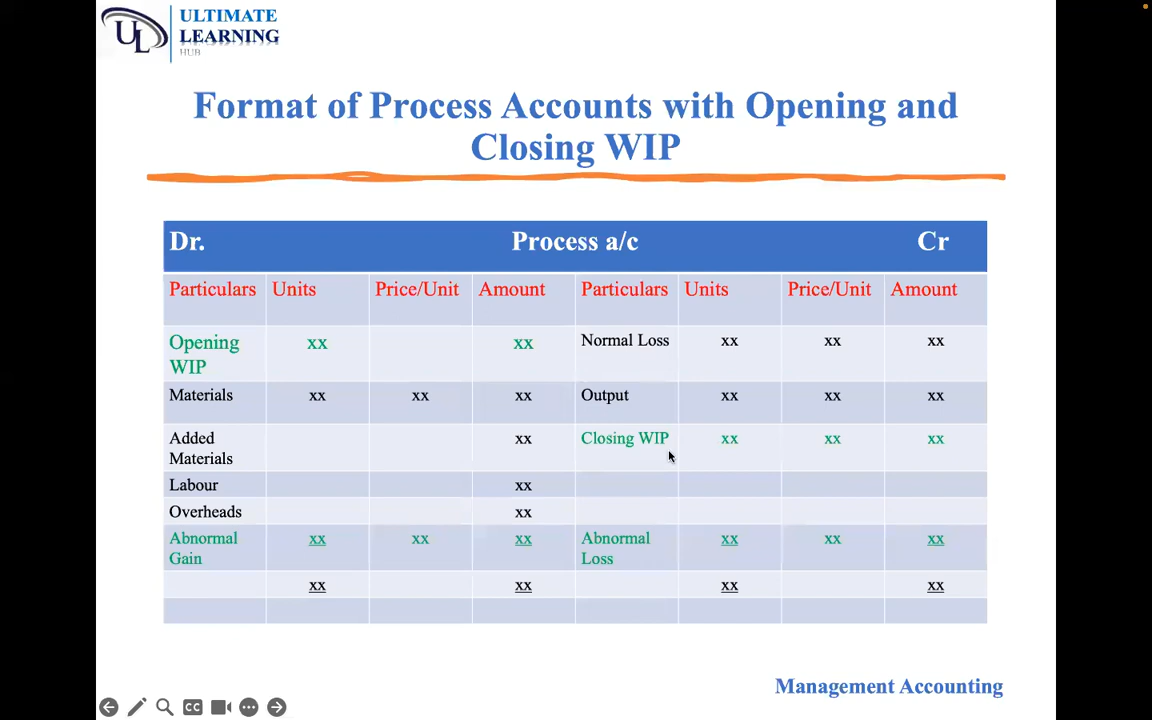 UL
ULTIMATE
LEARNING
HUB
Format of Process Accounts with Opening and
Closing WIP
Dr. Process a/c Cr
Particulars Units Price/Unit Amount Particulars Units Price/Unit Amount
Opening WIP xx xx Normal Loss xx xx xx
Materials xx xx xx Output xx xx xx
Added Materials xx Closing WIP xx xx xx
Labour xx
Overheads xx
Abnormal Gain xx xx xx Abnormal Loss xx xx xx
xx xx xx xx
Management Accounting
CC